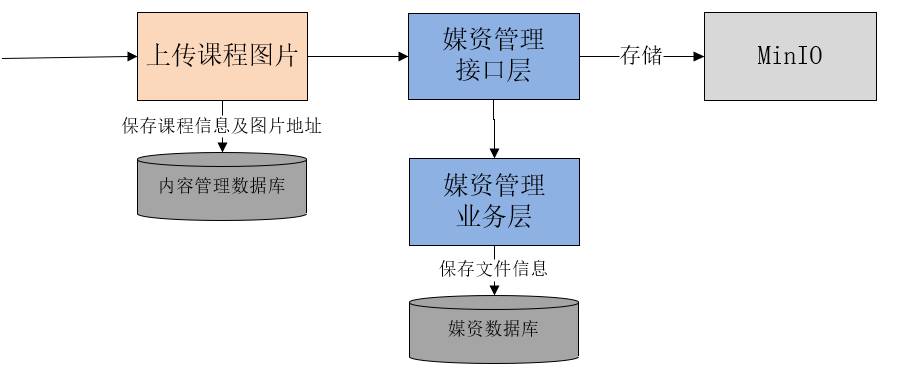 上传课程图片
媒资管理
接口层
存储
MinIO
保存课程信息及图片地址
内容管理数据库
媒资管理
业务层
保存文件信息
媒资数据库